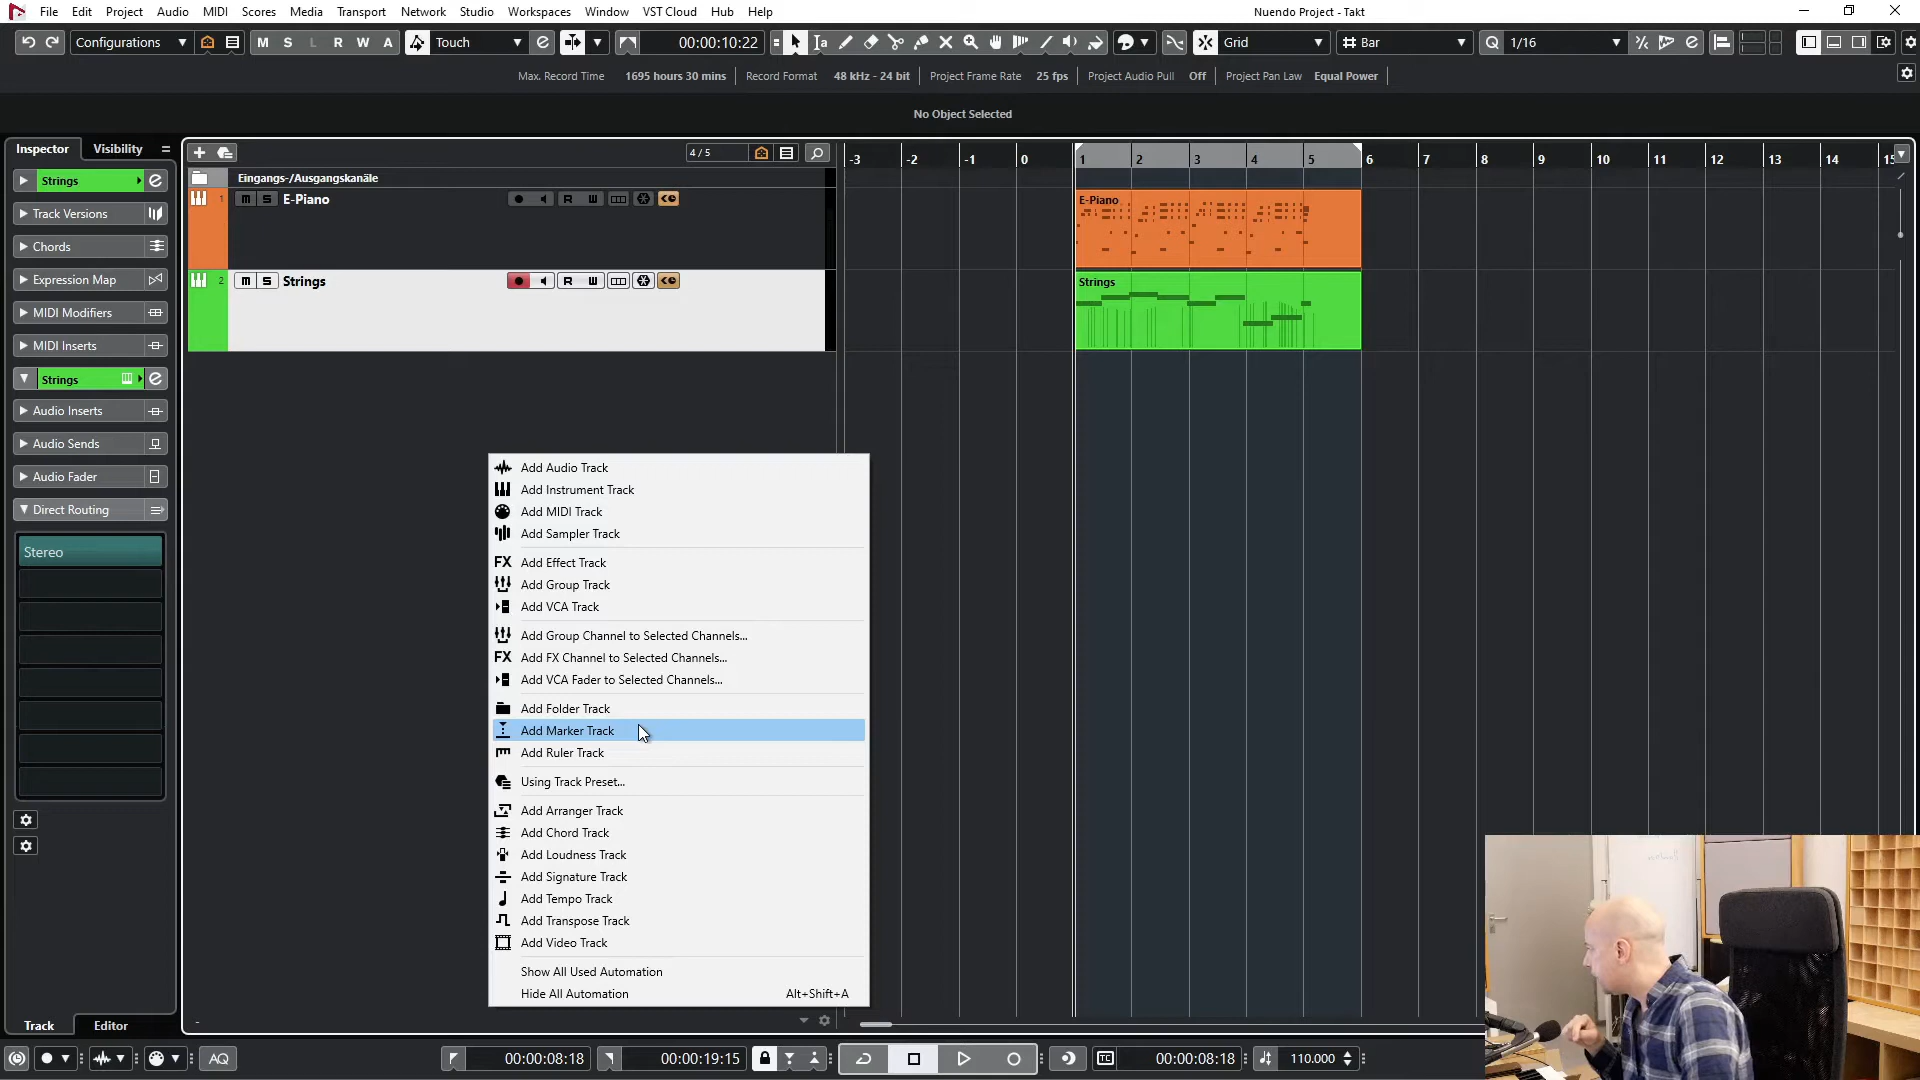 File Edit Project Audio MIDI Scores Media Transport Network Studio Workspaces Window VST Cloud Hub Help Nuendo Project - Takt
Configurations M S L R W A Touch 00:00:10:22 Grid Bar Q 1/16
Max. Record Time 1695 hours 30 mins Record Format 48 kHz - 24 bit Project Frame Rate 25 fps Project Audio Pull Off Project Pan Law Equal Power
No Object Selected
Inspector Visibility 4 / 5 -3 -2 -1 0 1 2 3 4 5 6 7 8 9 10 11 12 13 14 15
Eingangs-/Ausgangskanäle
Strings
Track Versions
Chords
Expression Map
MIDI Modifiers
MIDI Inserts
Strings
Audio Inserts
Audio Sends
Audio Fader
Direct Routing
Stereo
1 m S E-Piano R W
2 m S Strings R W
E-Piano
Strings
Add Audio Track
Add Instrument Track
Add MIDI Track
Add Sampler Track
FX Add Effect Track
Add Group Track
Add VCA Track
Add Group Channel to Selected Channels...
FX Add FX Channel to Selected Channels...
Add VCA Fader to Selected Channels...
Add Folder Track
Add Marker Track
Add Ruler Track
Using Track Preset...
Add Arranger Track
Add Chord Track
Add Loudness Track
Add Signature Track
Add Tempo Track
Add Transpose Track
Add Video Track
Show All Used Automation
Hide All Automation Alt+Shift+A
Track Editor
AQ 00:00:08:18 00:00:19:15 TC 00:00:08:18 110.000